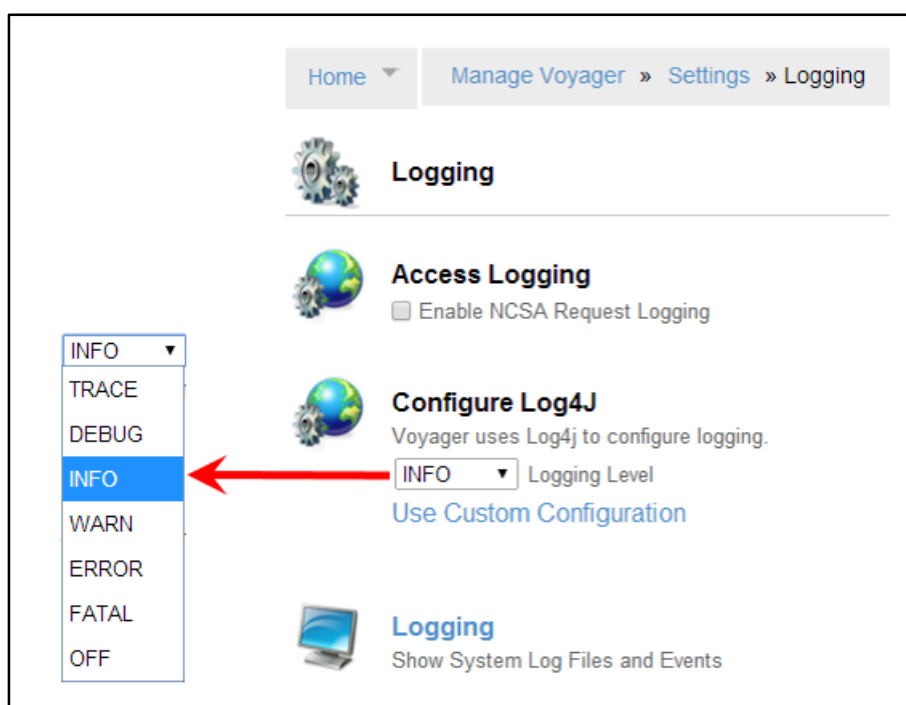 Home Manage Voyager » Settings » Logging
Logging
Access Logging
Enable NCSA Request Logging
INFO
TRACE
DEBUG
INFO
WARN
ERROR
FATAL
OFF
Configure Log4J
Voyager uses Log4j to configure logging.
INFO Logging Level
Use Custom Configuration
Logging
Show System Log Files and Events